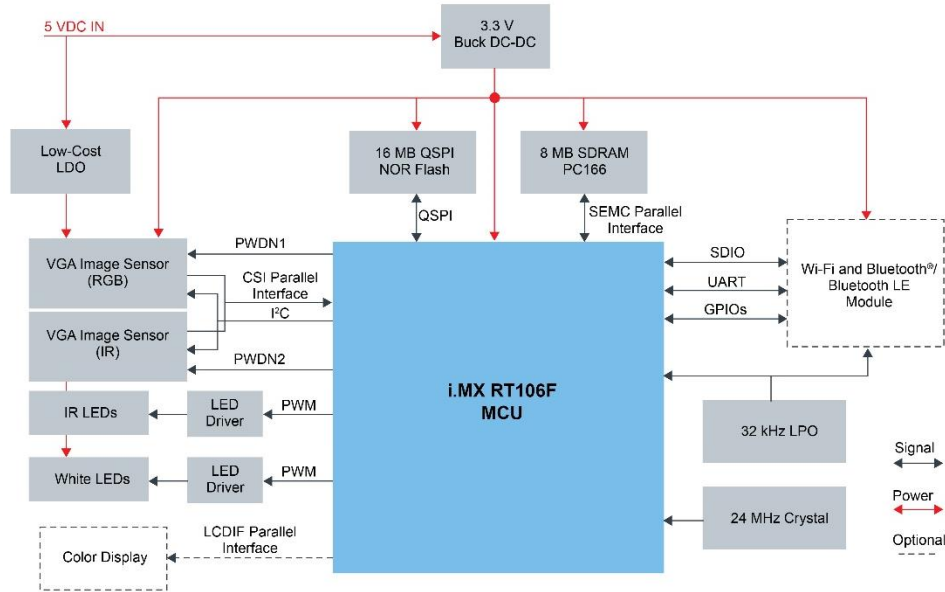 5 VDC IN
3.3 V
Buck DC-DC
Low-Cost
LDO
16 MB QSPI
NOR Flash
8 MB SDRAM
PC166
QSPI
SEMC Parallel
Interface
VGA Image Sensor
(RGB)
PWDN1
CSI Parallel
Interface
I²C
VGA Image Sensor
(IR)
PWDN2
SDIO
UART
GPIOs
Wi-Fi and Bluetooth®/
Bluetooth LE
Module
i.MX RT106F
MCU
IR LEDs
LED
Driver
PWM
White LEDs
LED
Driver
PWM
32 kHz LPO
24 MHz Crystal
Color Display
LCDIF Parallel
Interface
Signal
Power
Optional